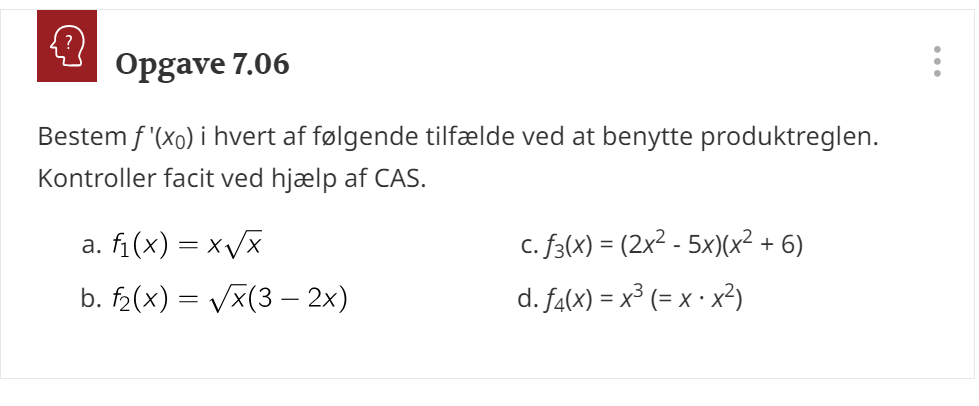 ?
Opgave 7.06
Bestem f '(x₀) i hvert af følgende tilfælde ved at benytte produktreglen.
Kontroller facit ved hjælp af CAS.
a. f₁(x) = x√x
b. f₂(x) = √x(3 − 2x)
c. f₃(x) = (2x² - 5x)(x² + 6)
d. f₄(x) = x³ (= x · x²)